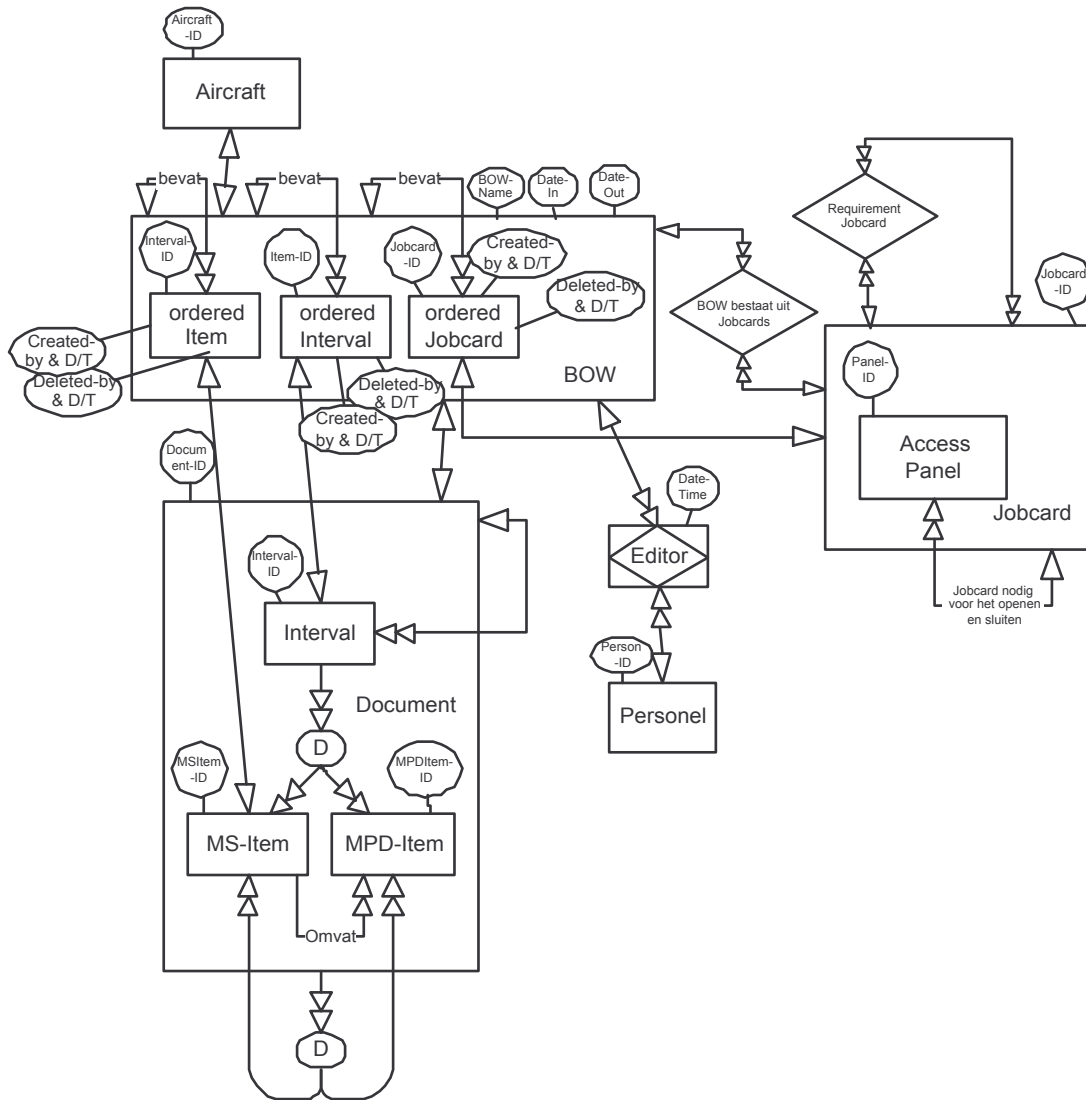 Aircraft
-ID
Aircraft
bevat
bevat
bevat
BOW-
Name
Date-
In
Date-
Out
Interval-
ID
Item-ID
Jobcard
-ID
Created-
by & D/T
Deleted-by
& D/T
ordered
Item
ordered
Interval
ordered
Jobcard
Created-
by & D/T
Deleted-by
& D/T
Deleted-by
& D/T
Created-
by & D/T
BOW
Requirement
Jobcard
BOW bestaat uit
Jobcards
Jobcard
-ID
Panel-
ID
Access
Panel
Jobcard
Jobcard nodig
voor het openen
en sluiten
Docum
ent-ID
Date-
Time
Editor
Person
-ID
Personel
Interval-
ID
Interval
Document
D
MSItem
-ID
MPDItem-
ID
MS-Item
MPD-Item
Omvat
D